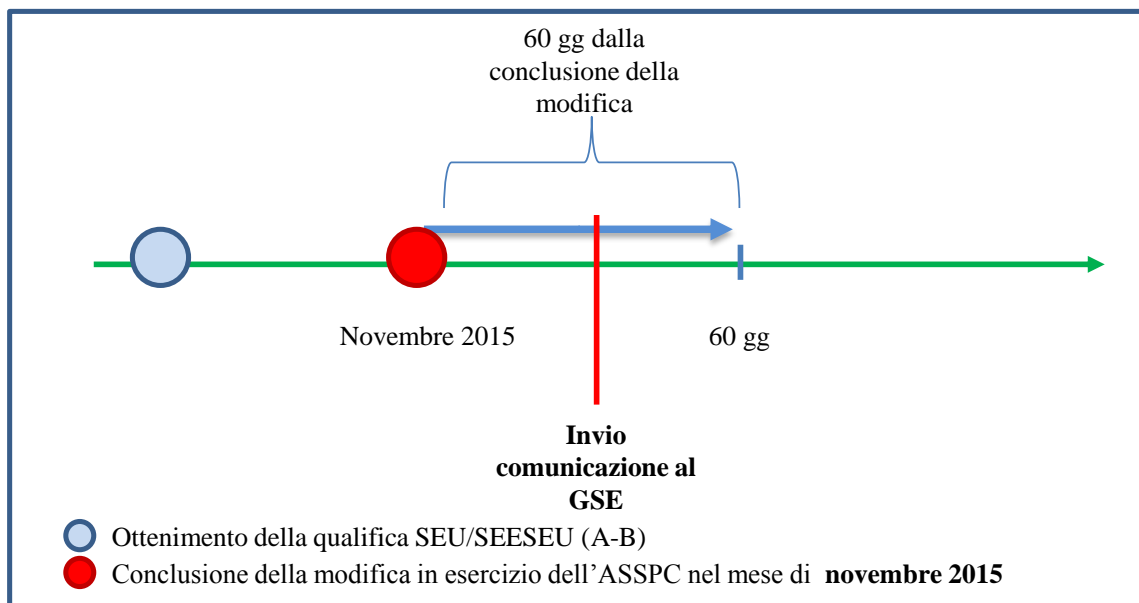 60 gg dalla
conclusione della
modifica
Novembre 2015
60 gg
Invio
comunicazione al
GSE
Ottenimento della qualifica SEU/SEESEU (A-B)
Conclusione della modifica in esercizio dell’ASSPC nel mese di novembre 2015